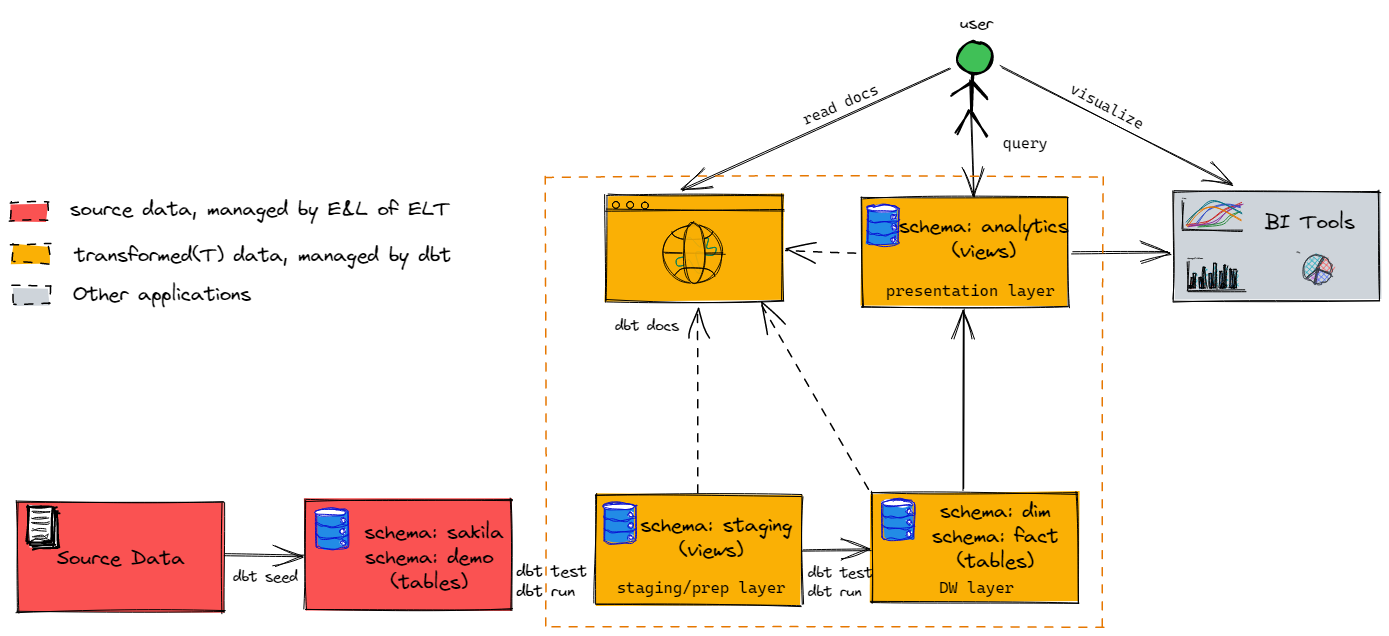 user
read docs
visualize
query
source data, managed by E&L of ELT
transformed(T) data, managed by dbt
Other applications
schema: analytics
(views)
presentation layer
BI Tools
dbt docs
Source Data
dbt seed
schema: sakila
schema: demo
(tables)
dbt test
dbt run
schema: staging
(views)
staging/prep layer
dbt test
dbt run
schema: dim
schema: fact
(tables)
DW layer